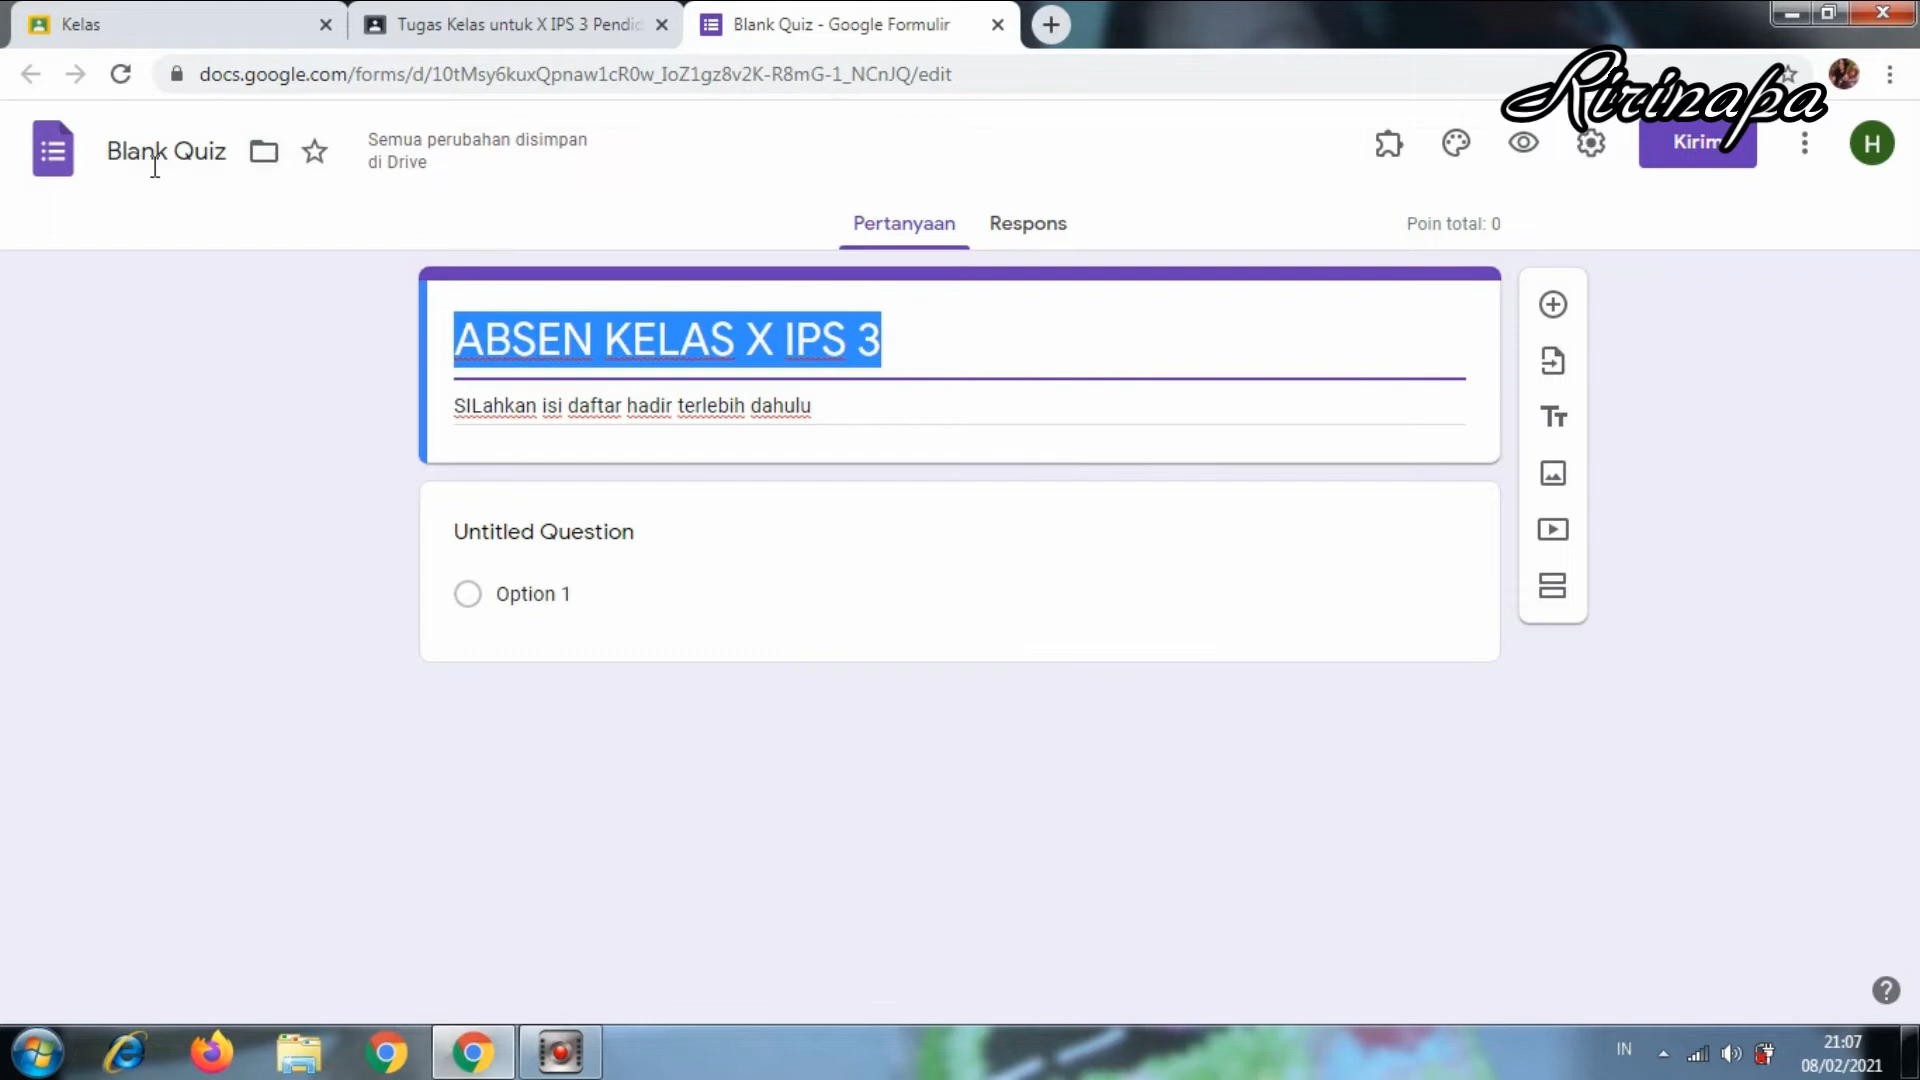 Kelas
Tugas Kelas untuk X IPS 3 Pendid
Blank Quiz - Google Formulir
docs.google.com/forms/d/10tMsy6kuxQpnaw1cR0w_IoZ1gz8v2K-R8mG-1_NCnJQ/edit
Ririnapa
Blank Quiz
Semua perubahan disimpan
di Drive
Kirim
H
Pertanyaan
Respons
Poin total: 0
ABSEN KELAS X IPS 3
SILahkan isi daftar hadir terlebih dahulu
Untitled Question
Option 1
IN
21:07
08/02/2021